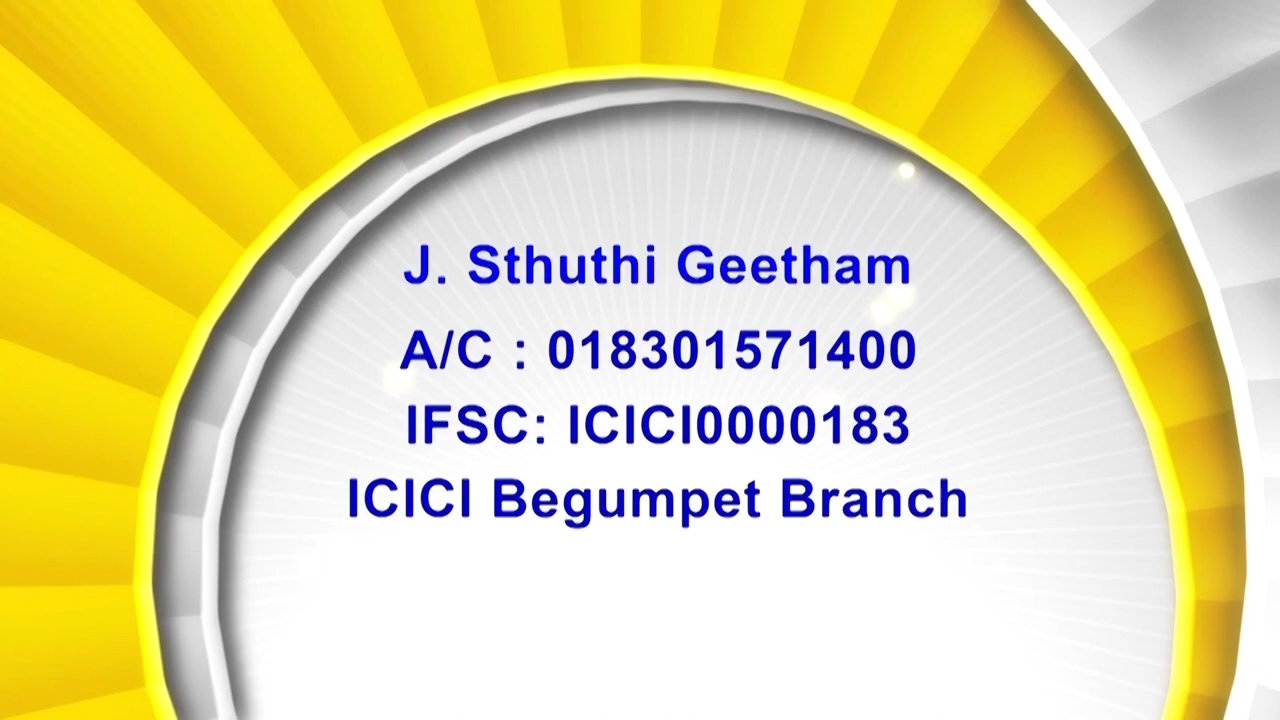 J. Sthuthi Geetham
A/C : 018301571400
IFSC: ICICI0000183
ICICI Begumpet Branch